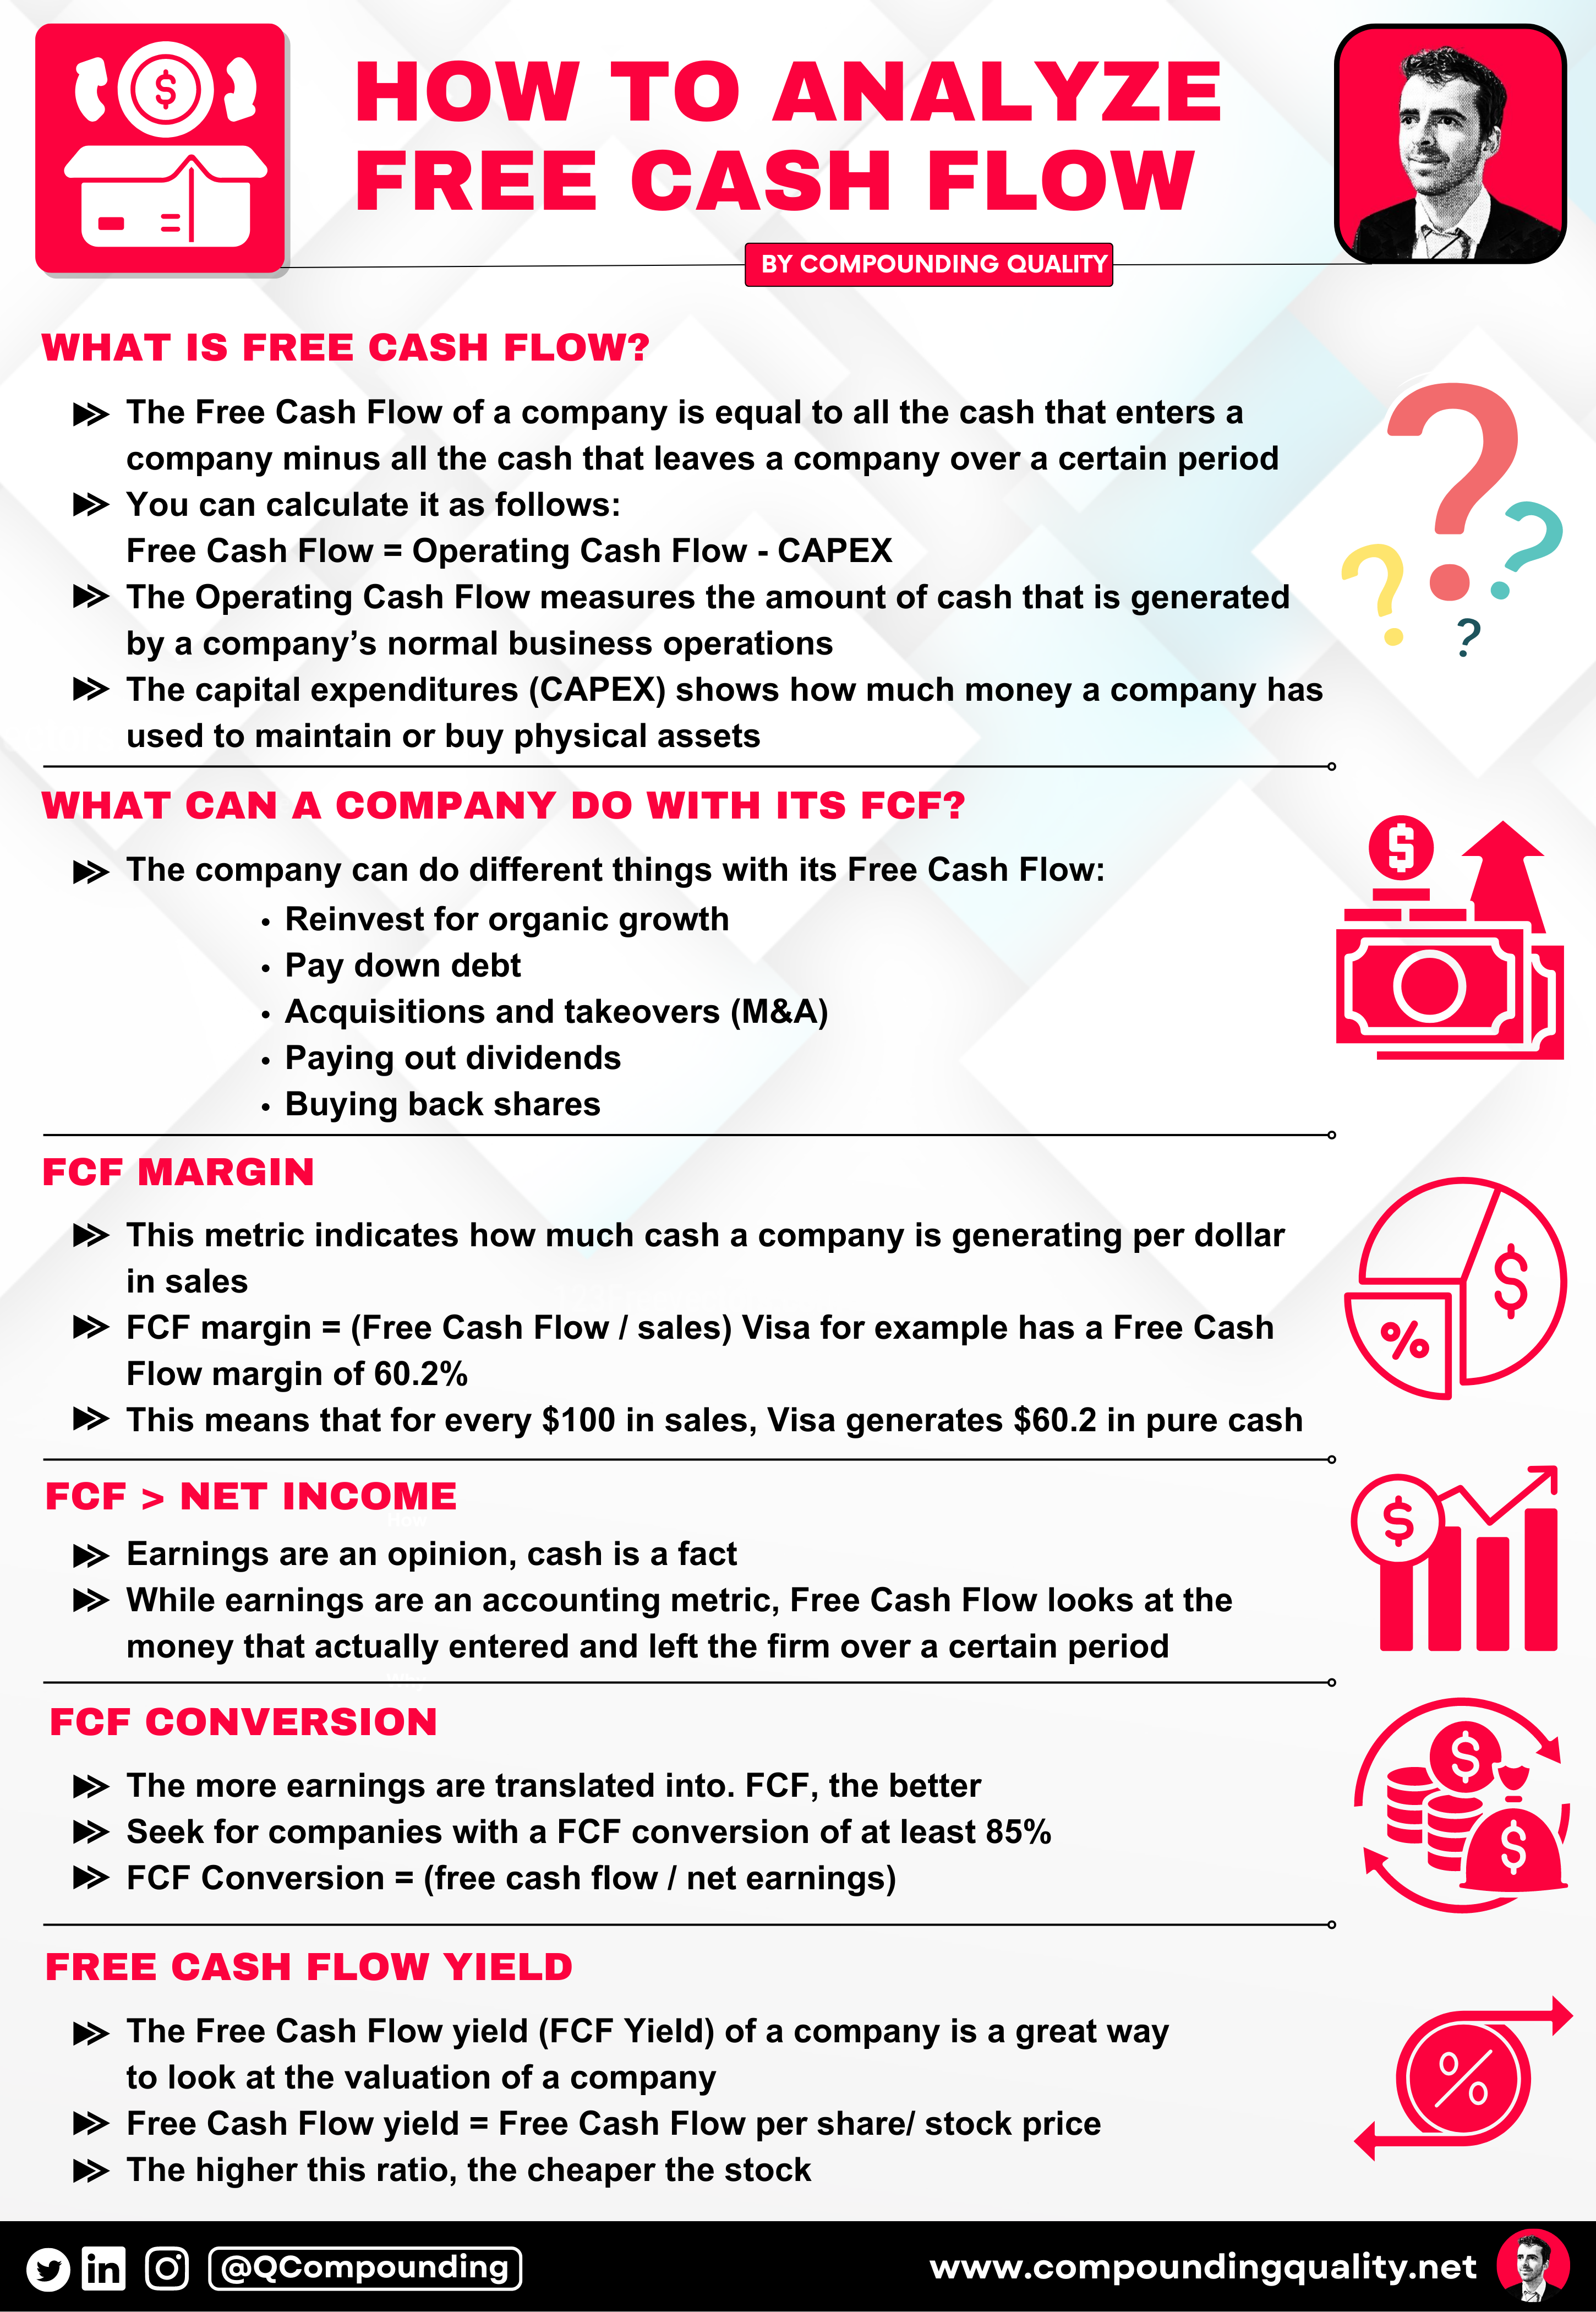 HOW TO ANALYZE
FREE CASH FLOW
BY COMPOUNDING QUALITY
WHAT IS FREE CASH FLOW?
The Free Cash Flow of a company is equal to all the cash that enters a
company minus all the cash that leaves a company over a certain period
You can calculate it as follows:
Free Cash Flow = Operating Cash Flow - CAPEX
The Operating Cash Flow measures the amount of cash that is generated
by a company’s normal business operations
The capital expenditures (CAPEX) shows how much money a company has
used to maintain or buy physical assets
WHAT CAN A COMPANY DO WITH ITS FCF?
The company can do different things with its Free Cash Flow:
• Reinvest for organic growth
• Pay down debt
• Acquisitions and takeovers (M&A)
• Paying out dividends
• Buying back shares
FCF MARGIN
This metric indicates how much cash a company is generating per dollar
in sales
FCF margin = (Free Cash Flow / sales) Visa for example has a Free Cash
Flow margin of 60.2%
This means that for every $100 in sales, Visa generates $60.2 in pure cash
FCF > NET INCOME
Earnings are an opinion, cash is a fact
While earnings are an accounting metric, Free Cash Flow looks at the
money that actually entered and left the firm over a certain period
FCF CONVERSION
The more earnings are translated into. FCF, the better
Seek for companies with a FCF conversion of at least 85%
FCF Conversion = (free cash flow / net earnings)
FREE CASH FLOW YIELD
The Free Cash Flow yield (FCF Yield) of a company is a great way
to look at the valuation of a company
Free Cash Flow yield = Free Cash Flow per share/ stock price
The higher this ratio, the cheaper the stock
@QCompounding
www.compoundingquality.net